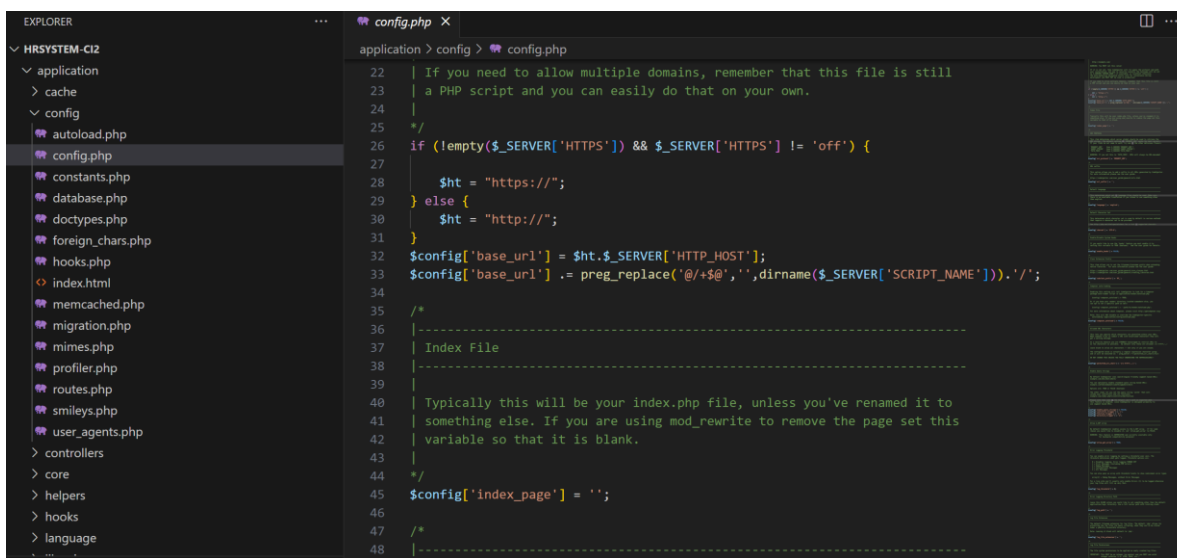 EXPLORER
HRSYSTEM-CI2
application
cache
config
autoload.php
config.php
constants.php
database.php
doctypes.php
foreign_chars.php
hooks.php
index.html
memcached.php
migration.php
mimes.php
profiler.php
routes.php
smileys.php
user_agents.php
controllers
core
helpers
hooks
language
config.php
application > config > config.php
22 | If you need to allow multiple domains, remember that this file is still
23 | a PHP script and you can easily do that on your own.
24 |
25 */
26 if (!empty($_SERVER['HTTPS']) && $_SERVER['HTTPS'] != 'off') {
27
28 $ht = "https://";
29 } else {
30 $ht = "http://";
31 }
32 $config['base_url'] = $ht.$_SERVER['HTTP_HOST'];
33 $config['base_url'] .= preg_replace('@/+$@','',dirname($_SERVER['SCRIPT_NAME'])).'/';
34
35 /*
36 |--------------------------------------------------------------------------
37 | Index File
38 |--------------------------------------------------------------------------
39 |
40 | Typically this will be your index.php file, unless you've renamed it to
41 | something else. If you are using mod_rewrite to remove the page set this
42 | variable so that it is blank.
43 |
44 */
45 $config['index_page'] = '';
46
47 /*
48 |--------------------------------------------------------------------------